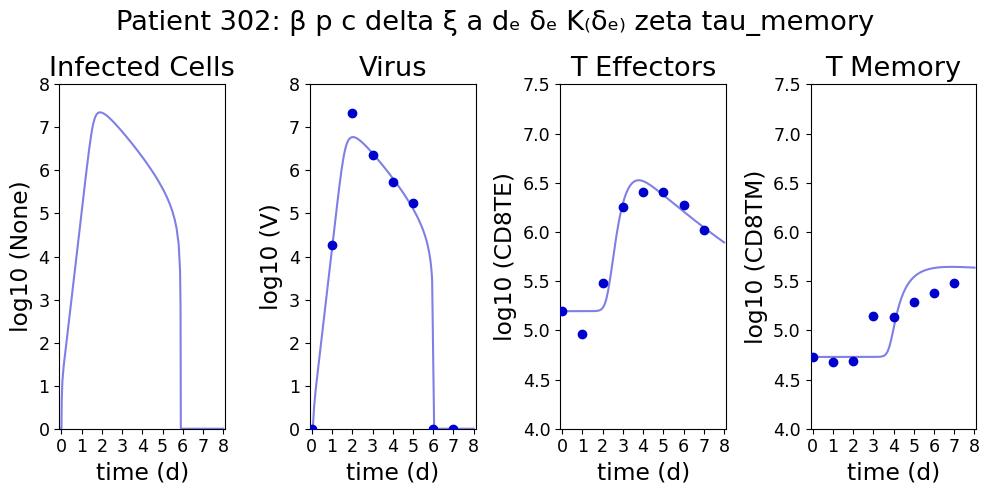 Patient 302: β p c delta ξ a dₑ δₑ K₍δₑ₎ zeta tau_memory
Infected Cells
Virus
T Effectors
T Memory
log10 (None)
8
7
6
5
4
3
2
1
0
0 1 2 3 4 5 6 7 8
time (d)
log10 (V)
8
7
6
5
4
3
2
1
0
0 1 2 3 4 5 6 7 8
time (d)
log10 (CD8TE)
7.5
7.0
6.5
6.0
5.5
5.0
4.5
4.0
0 1 2 3 4 5 6 7 8
time (d)
log10 (CD8TM)
7.5
7.0
6.5
6.0
5.5
5.0
4.5
4.0
0 1 2 3 4 5 6 7 8
time (d)